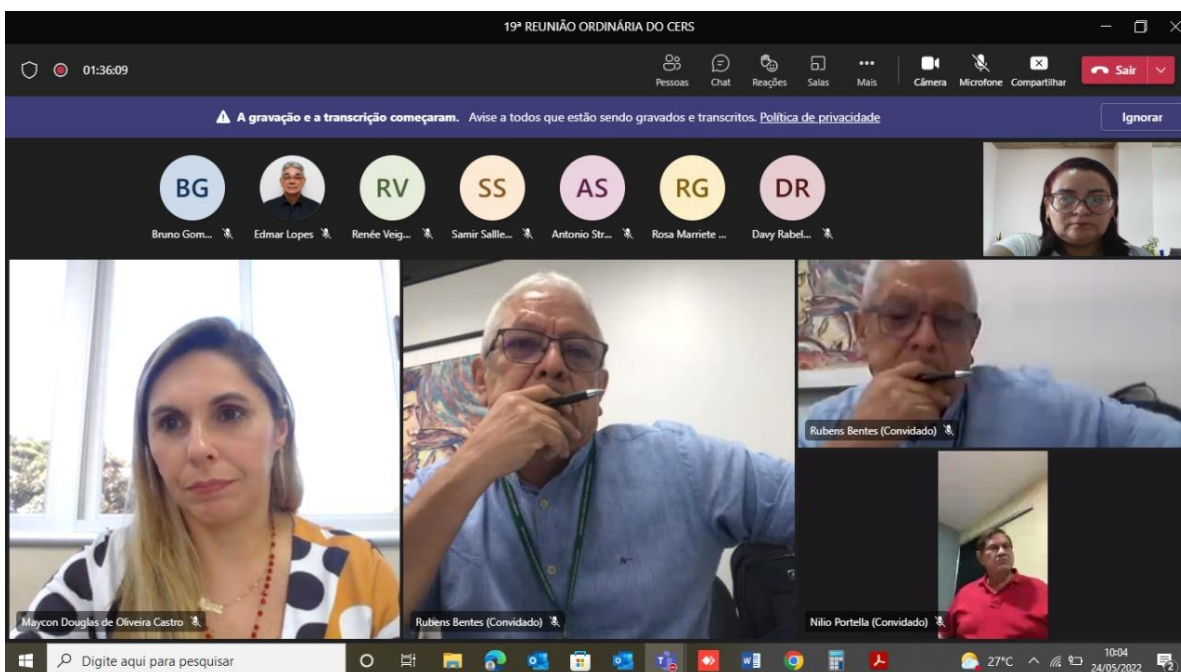 19ª REUNIÃO ORDINÁRIA DO CERS
01:36:09
Pessoas
Chat
Reações
Salas
Mais
Câmera
Microfone
Compartilhar
Sair
A gravação e a transcrição começaram. Avise a todos que estão sendo gravados e transcritos. Política de privacidade
Ignorar
BG
RV
SS
AS
RG
DR
Bruno Gom...
Edmar Lopes
Renée Veig...
Samir Sallle...
Antonio Str...
Rosa Marriete ...
Davy Rabel...
Rubens Bentes (Convidado)
Maycon Douglas de Oliveira Castro
Rubens Bentes (Convidado)
Nilio Portella (Convidado)
Digite aqui para pesquisar
27°C
10:04
24/05/2022
2